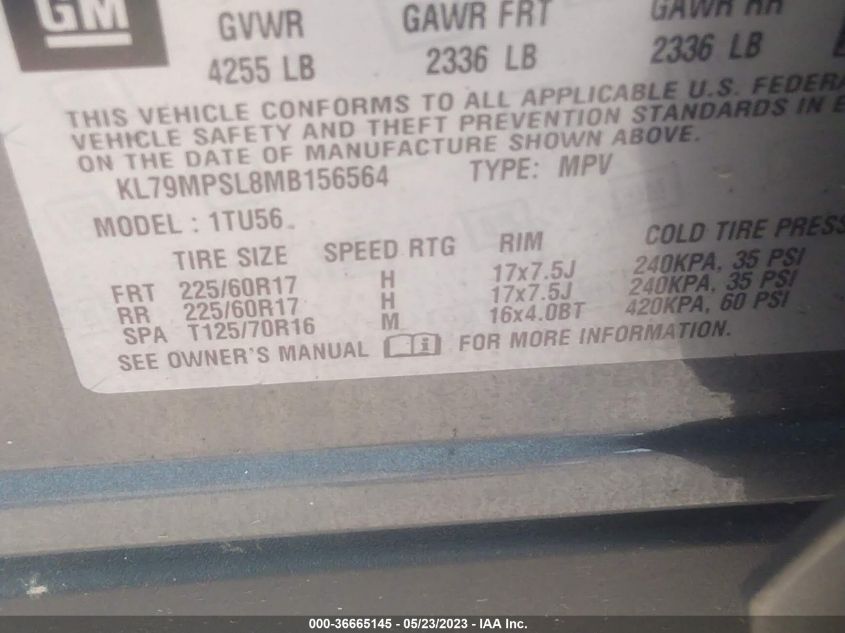 GM
GVWR GAWR FRT GAWR RR
4255 LB 2336 LB 2336 LB
THIS VEHICLE CONFORMS TO ALL APPLICABLE U.S. FEDERA
VEHICLE SAFETY AND THEFT PREVENTION STANDARDS IN E
ON THE DATE OF MANUFACTURE SHOWN ABOVE.
KL79MPSL8MB156564 TYPE: MPV
MODEL : 1TU56
TIRE SIZE SPEED RTG RIM COLD TIRE PRESS
FRT 225/60R17 H 17x7.5J 240KPA, 35 PSI
RR 225/60R17 H 17x7.5J 240KPA, 35 PSI
SPA T125/70R16 M 16x4.0BT 420KPA, 60 PSI
SEE OWNER'S MANUAL FOR MORE INFORMATION.
000-36665145 - 05/23/2023 - IAA Inc.